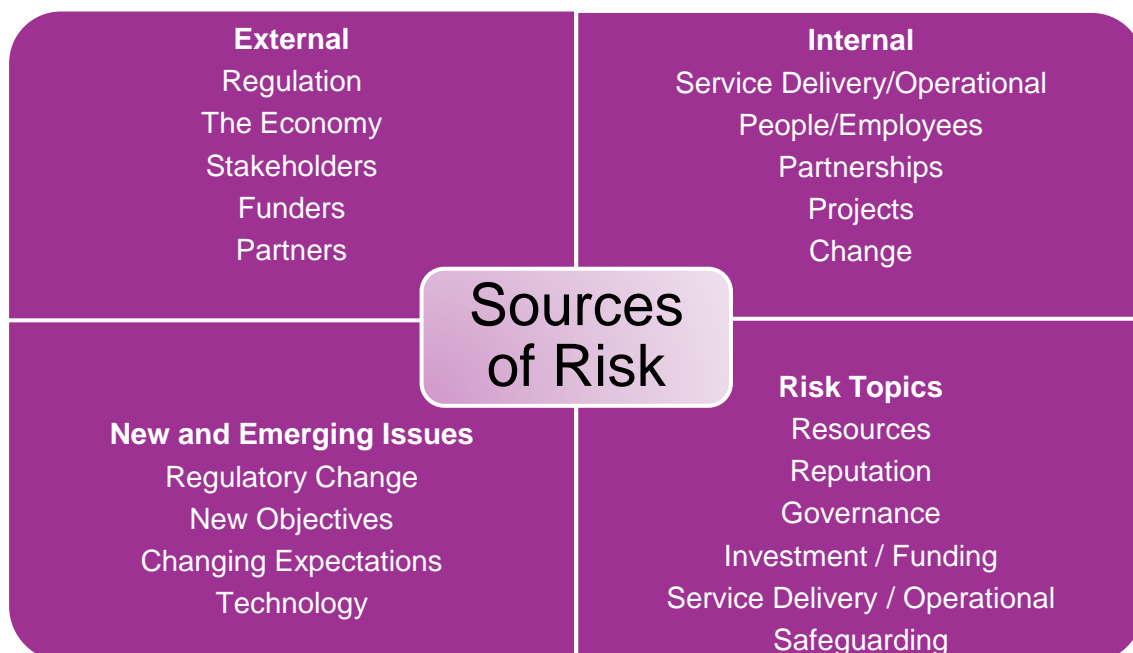 External
Regulation
The Economy
Stakeholders
Funders
Partners
Internal
Service Delivery/Operational
People/Employees
Partnerships
Projects
Change
Sources
of Risk
New and Emerging Issues
Regulatory Change
New Objectives
Changing Expectations
Technology
Risk Topics
Resources
Reputation
Governance
Investment / Funding
Service Delivery / Operational
Safeguarding